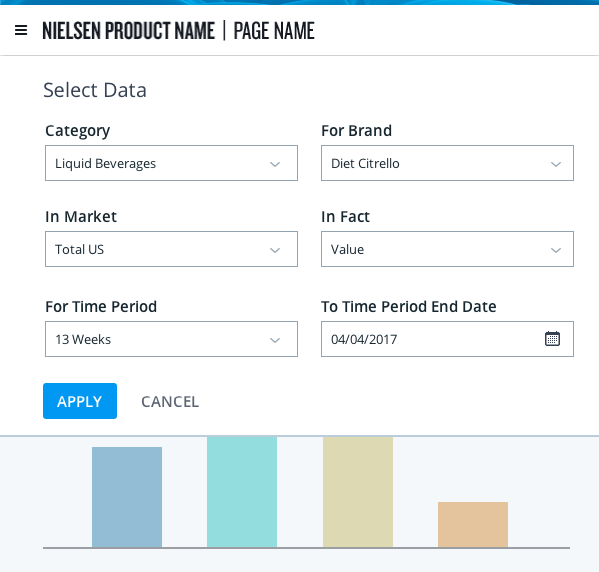 NIELSEN PRODUCT NAME | PAGE NAME
Select Data
Category
For Brand
Liquid Beverages
Diet Citrello
In Market
In Fact
Total US
Value
For Time Period
To Time Period End Date
13 Weeks
04/04/2017
APPLY
CANCEL